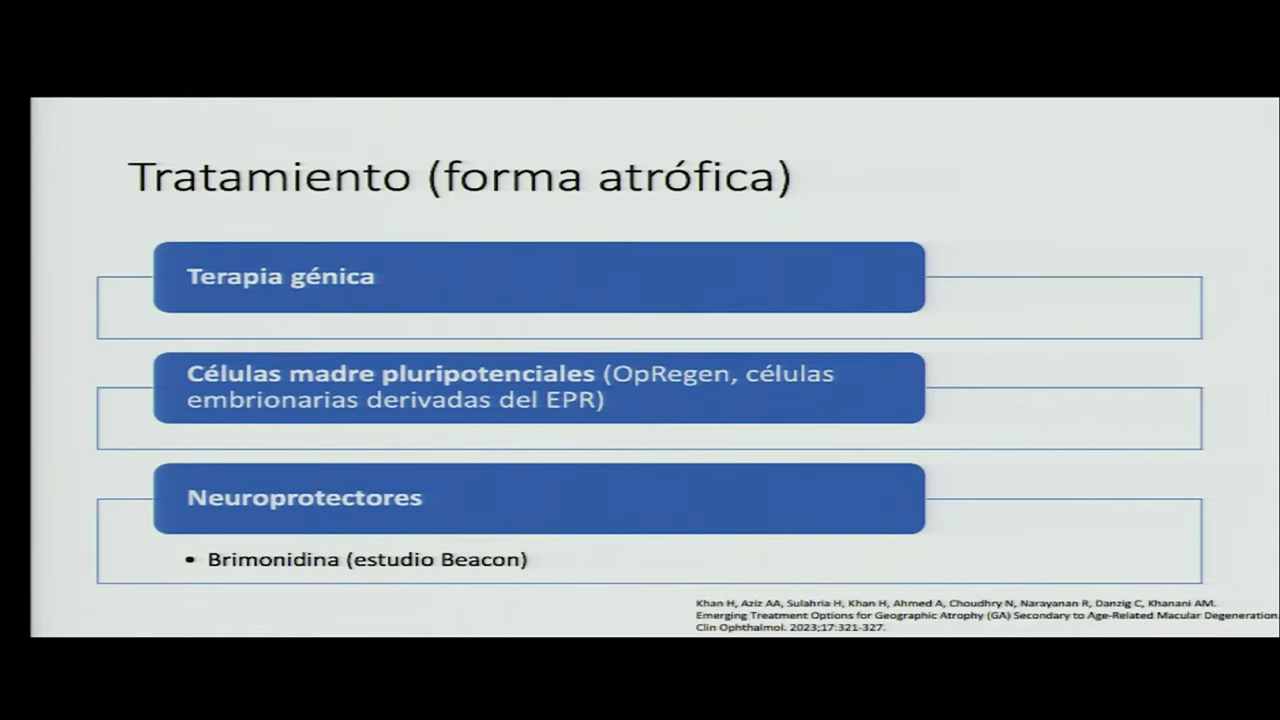 Tratamiento (forma atrófica)
Terapia génica
Células madre pluripotenciales (OpRegen, células
embrionarias derivadas del EPR)
Neuroprotectores
• Brimonidina (estudio Beacon)
Khan H, Aziz AA, Sulahria H, Khan H, Ahmed A, Choudhry N, Narayanan R, Danzig C, Khanani AM.
Emerging Treatment Options for Geographic Atrophy (GA) Secondary to Age-Related Macular Degeneration.
Clin Ophthalmol. 2023;17:321-327.